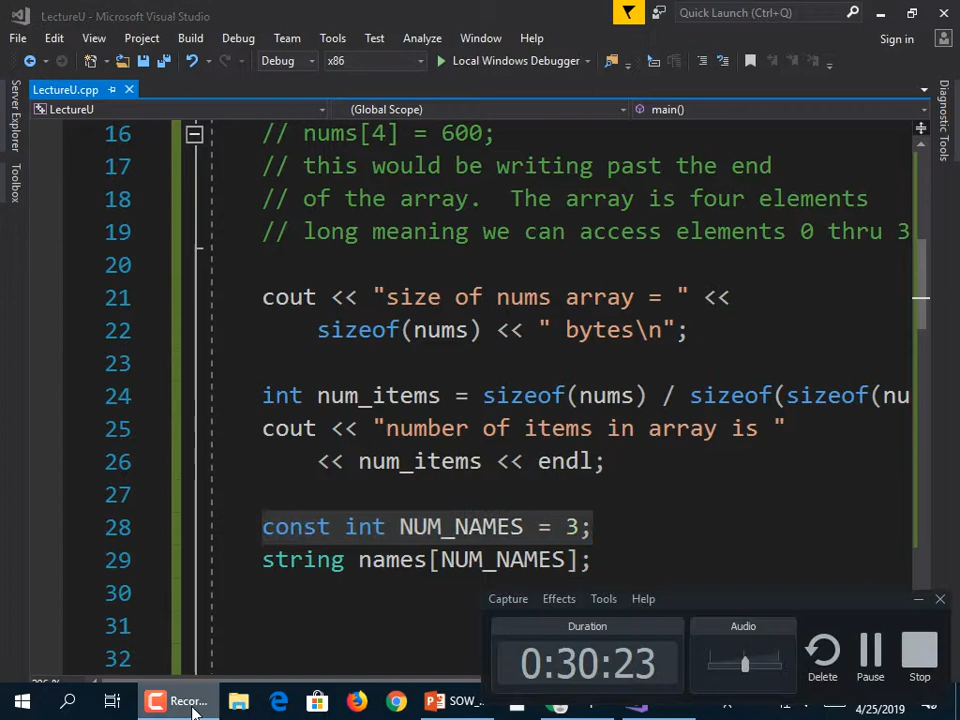 LectureU - Microsoft Visual Studio
Quick Launch (Ctrl+Q)
File Edit View Project Build Debug Team Tools Test Analyze Window Help
Sign in
Debug x86 Local Windows Debugger
LectureU.cpp
LectureU (Global Scope) main()
Server Explorer
Toolbox
Diagnostic Tools
16 // nums[4] = 600;
17 // this would be writing past the end
18 // of the array. The array is four elements
19 // long meaning we can access elements 0 thru 3
20
21 cout << "size of nums array = " <<
22 sizeof(nums) << " bytes\n";
23
24 int num_items = sizeof(nums) / sizeof(sizeof(nu
25 cout << "number of items in array is "
26 << num_items << endl;
27
28 const int NUM_NAMES = 3;
29 string names[NUM_NAMES];
30
31
32
Capture Effects Tools Help
Duration
0:30:23
Audio
Delete Pause Stop
Recor...
SOW_...
4/25/2019